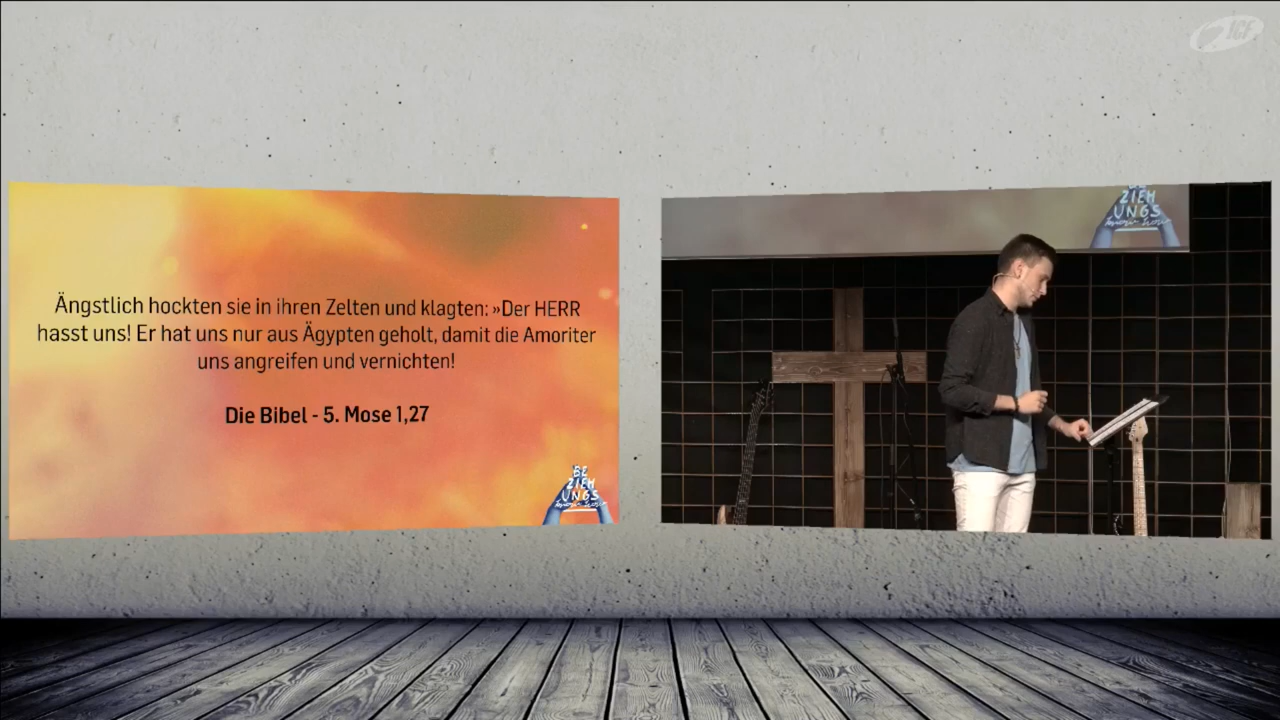 Ängstlich hockten sie in ihren Zelten und klagten: »Der HERR
hasst uns! Er hat uns nur aus Ägypten geholt, damit die Amoriter
uns angreifen und vernichten!
Die Bibel - 5. Mose 1,27
BE
ZIEH
UNGS
ICF
ZIEH
UNGS